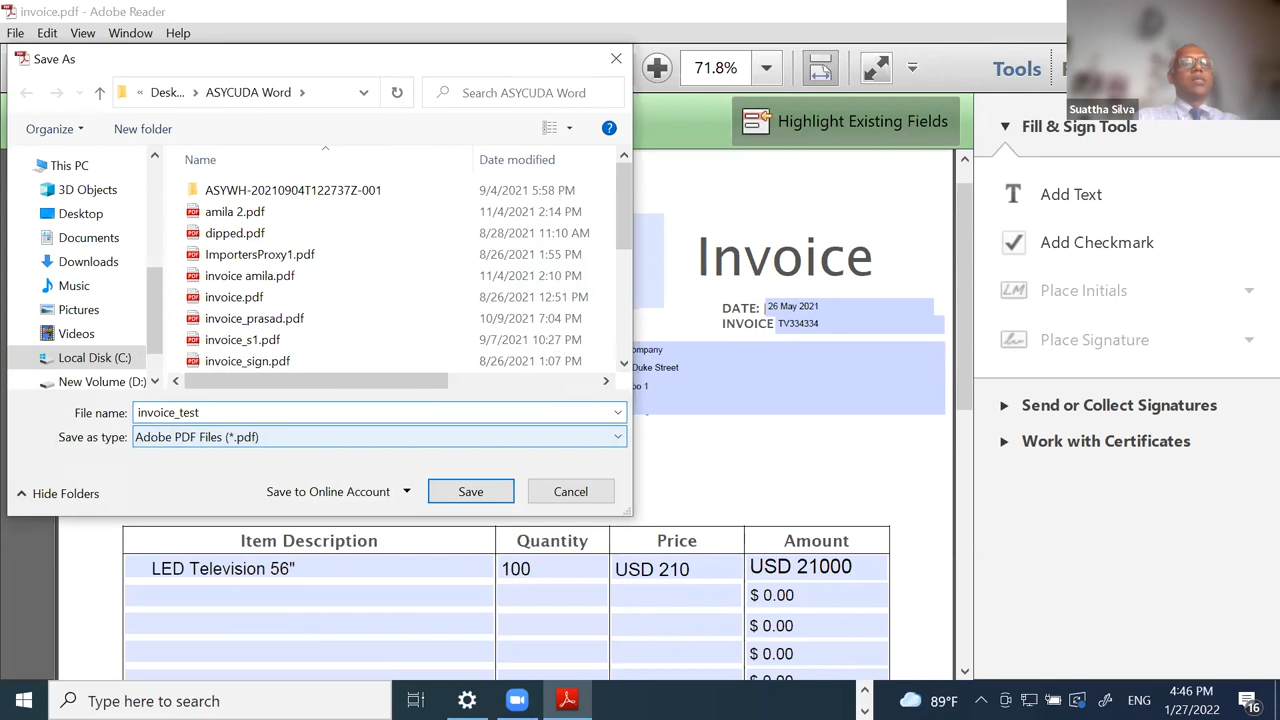 invoice.pdf - Adobe Reader
File Edit View Window Help
Save As
« Desk... > ASYCUDA Word >
Search ASYCUDA Word
Organize
New folder
This PC
3D Objects
Desktop
Documents
Downloads
Music
Pictures
Videos
Local Disk (C:)
New Volume (D:)
Name Date modified
ASYWH-20210904T122737Z-001 9/4/2021 5:58 PM
amila 2.pdf 11/4/2021 2:14 PM
dipped.pdf 8/28/2021 11:10 AM
ImportersProxy1.pdf 8/26/2021 1:55 PM
invoice amila.pdf 11/4/2021 2:10 PM
invoice.pdf 8/26/2021 12:51 PM
invoice_prasad.pdf 10/9/2021 7:04 PM
invoice_s1.pdf 9/7/2021 10:27 PM
invoice_sign.pdf 8/26/2021 1:07 PM
File name: invoice_test
Save as type: Adobe PDF Files (*.pdf)
Hide Folders
Save to Online Account
Save
Cancel
71.8%
Tools
Suattha Silva
Highlight Existing Fields
Fill & Sign Tools
Add Text
Add Checkmark
Place Initials
Place Signature
Send or Collect Signatures
Work with Certificates
Invoice
DATE: 26 May 2021
INVOICE TV334334
ompany
Duke Street
bo 1
Item Description Quantity Price Amount
LED Television 56" 100 USD 210 USD 21000
$ 0.00
$ 0.00
$ 0.00
Type here to search
89°F
ENG
4:46 PM
1/27/2022
16